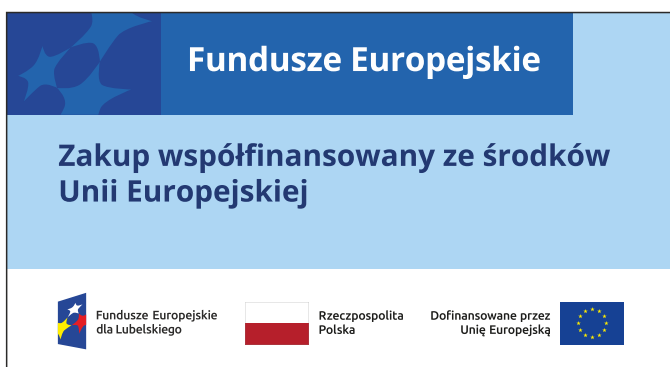 Fundusze Europejskie
Zakup współfinansowany ze środków
Unii Europejskiej
Fundusze Europejskie
dla Lubelskiego
Rzeczpospolita
Polska
Dofinansowane przez
Unię Europejską